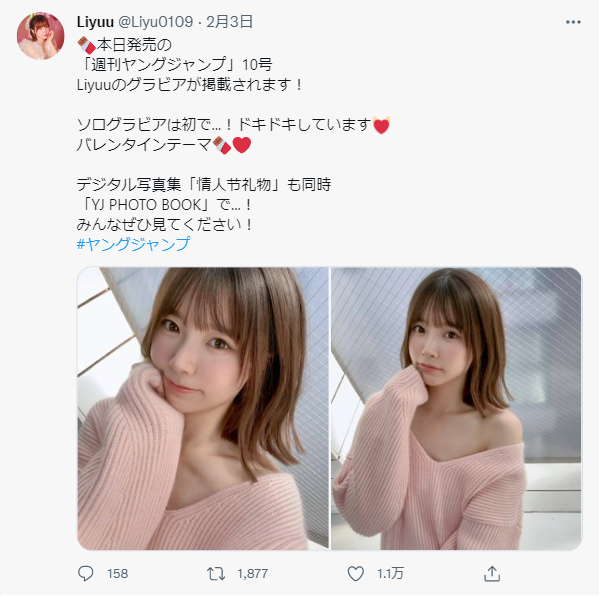 Liyuu @Liyu0109 · 2月3日
🍫本日発売の
「週刊ヤングジャンプ」10号
Liyuuのグラビアが掲載されます！
ソログラビアは初で...！ドキドキしています💓
バレンタインテーマ🍫❤️
デジタル写真集「情人节礼物」も同時
「YJ PHOTO BOOK」で...！
みんなぜひ見てください！
#ヤングジャンプ
158 1,877 1.1万